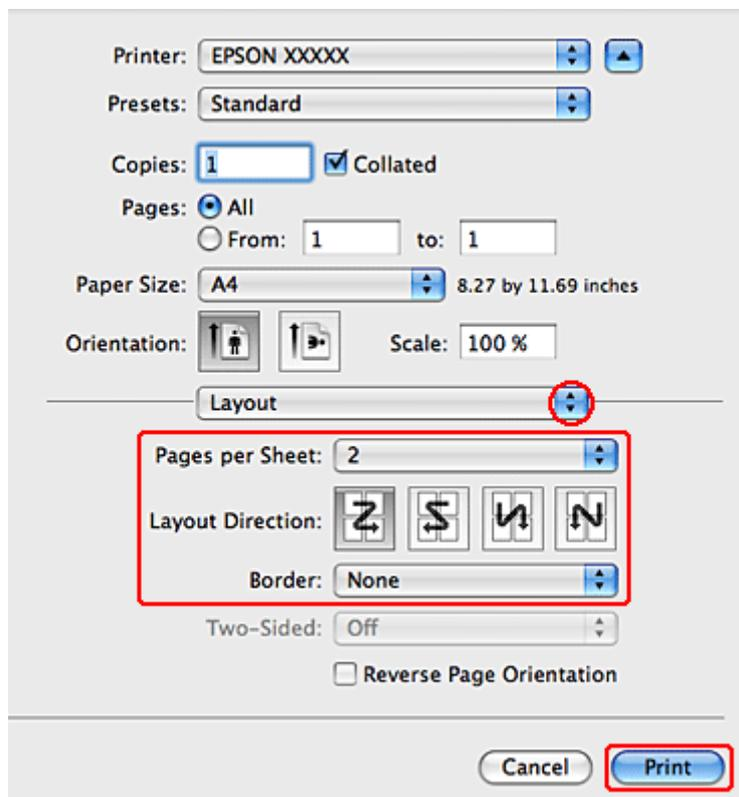 Printer: EPSON XXXXX
Presets: Standard
Copies: 1 Collated
Pages: All
From: 1 to: 1
Paper Size: A4 8.27 by 11.69 inches
Orientation: Scale: 100 %
Layout
Pages per Sheet: 2
Layout Direction:
Border: None
Two-Sided: Off
Reverse Page Orientation
Cancel Print